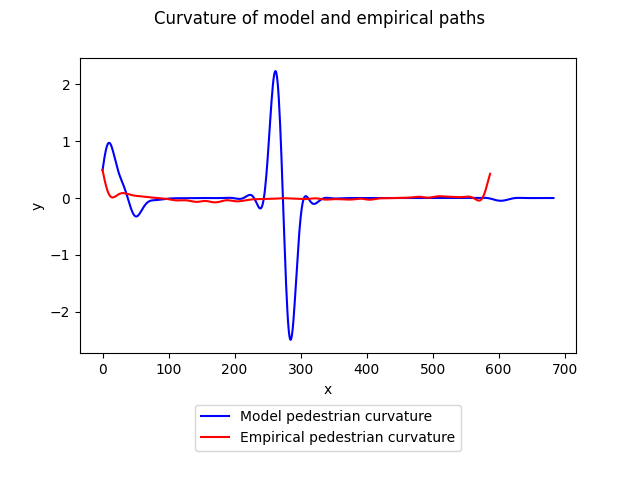 Curvature of model and empirical paths
2
1
0
−1
−2
y
0 100 200 300 400 500 600 700
x
Model pedestrian curvature
Empirical pedestrian curvature